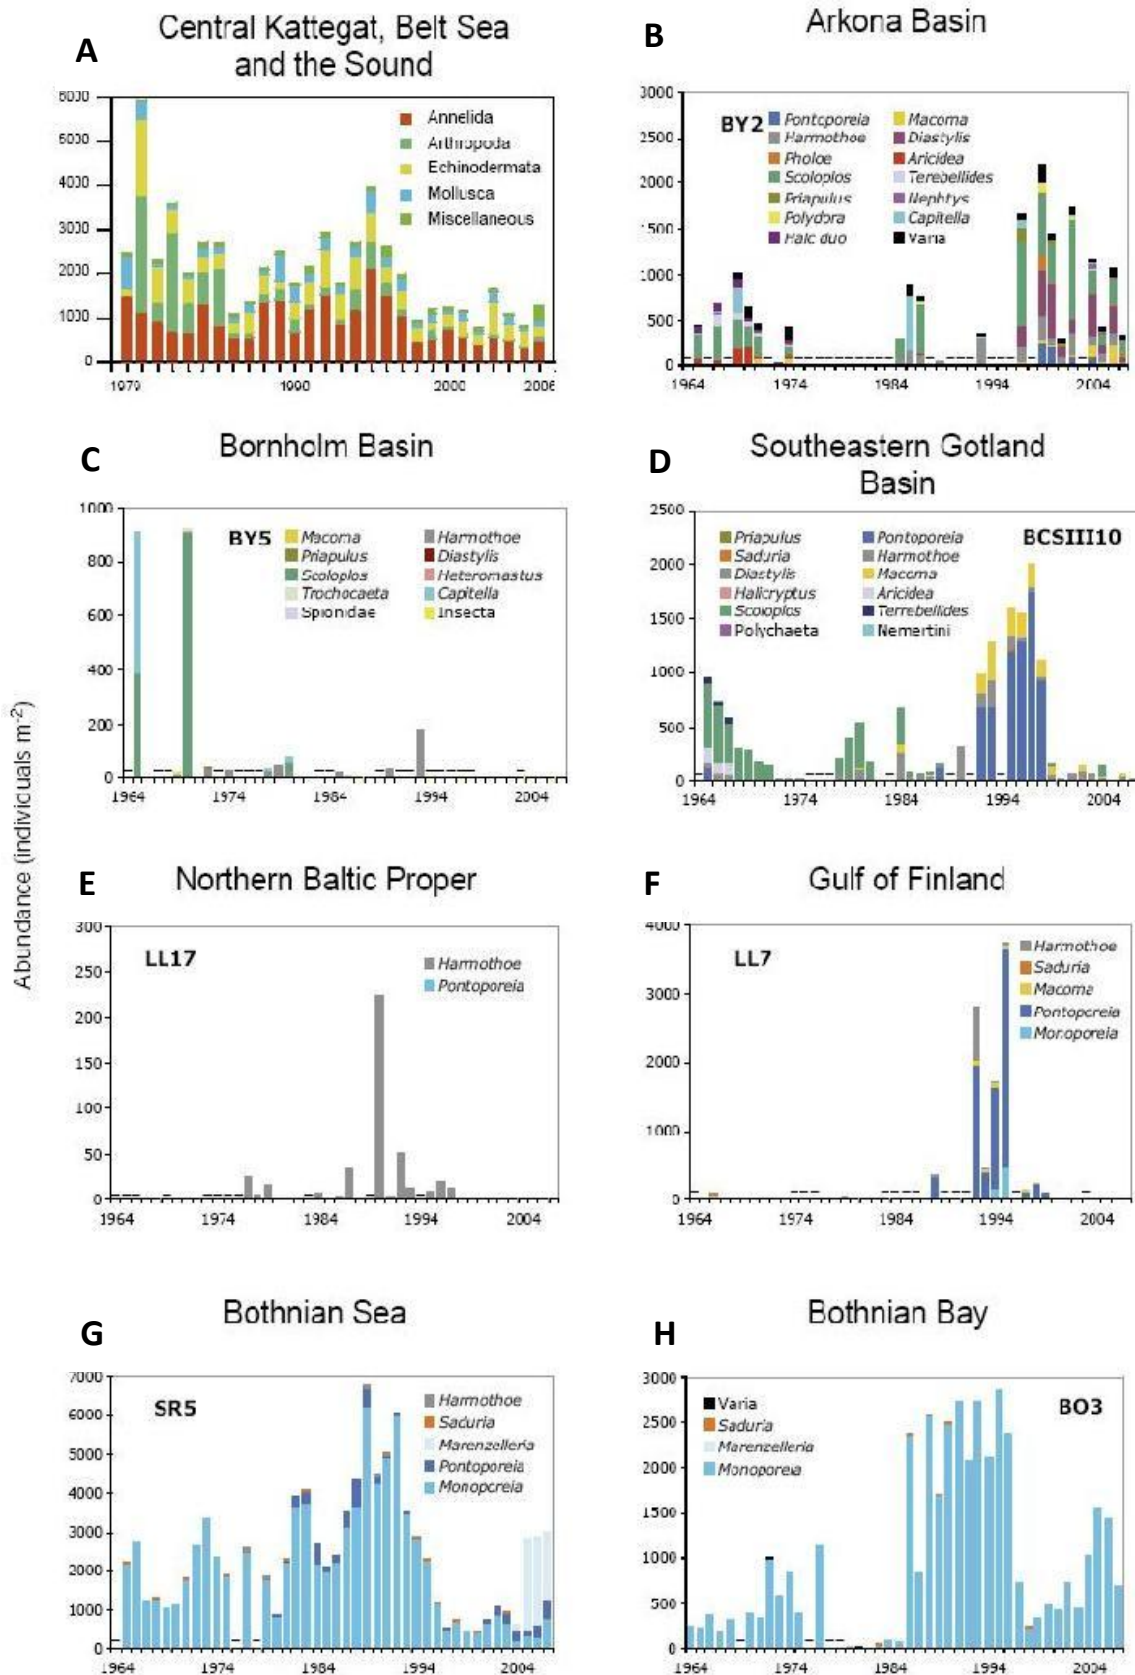 Abundance (individuals m-2)
A
Central Kattegat, Belt Sea
and the Sound
6000
5000
4000
3000
2000
1000
0
Annelida
Arthropoda
Echinodermata
Mollusca
Miscellaneous
1979
1990
2000
2006
B
Arkona Basin
3000
2500
2000
1500
1000
500
0
BY2
Pontoporeia
Harmothoe
Pholoe
Scoloplos
Priapulus
Polydora
Halc duo
Macoma
Diastylis
Aricidea
Terebellides
Nephtys
Capitella
Varia
1964
1974
1984
1994
2004
C
Bornholm Basin
1000
800
600
400
200
0
BY5
Macoma
Priapulus
Scoloplos
Trochocaeta
Spionidae
Harmothoe
Diastylis
Heteromastus
Capitella
Insecta
1964
1974
1984
1994
2004
D
Southeastern Gotland
Basin
2500
2000
1500
1000
500
0
Priapulus
Saduria
Diastylis
Halicryptus
Scoloplos
Polychaeta
Pontoporeia
Harmothoe
Macoma
Aricidea
Terrebellides
Nemertini
BCSIII10
1964
1974
1984
1994
2004
E
Northern Baltic Proper
300
250
200
150
100
50
0
LL17
Harmothoe
Pontoporeia
1964
1974
1984
1994
2004
F
Gulf of Finland
4000
3000
2000
1000
0
LL7
Harmothoe
Saduria
Macoma
Pontoporeia
Monoporeia
1964
1974
1984
1994
2004
G
Bothnian Sea
7000
6000
5000
4000
3000
2000
1000
0
SR5
Harmothoe
Saduria
Marenzelleria
Pontoporeia
Monoporeia
1964
1974
1984
1994
2004
H
Bothnian Bay
3000
2500
2000
1500
1000
500
0
Varia
Saduria
Marenzelleria
Monoporeia
BO3
1964
1974
1984
1994
2004